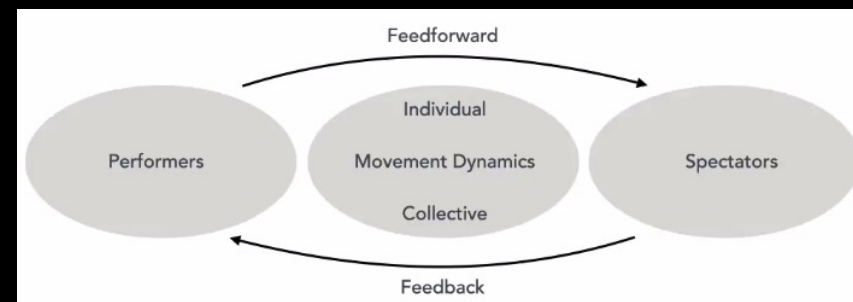 Feedforward
Individual
Performers
Movement Dynamics
Spectators
Collective
Feedback